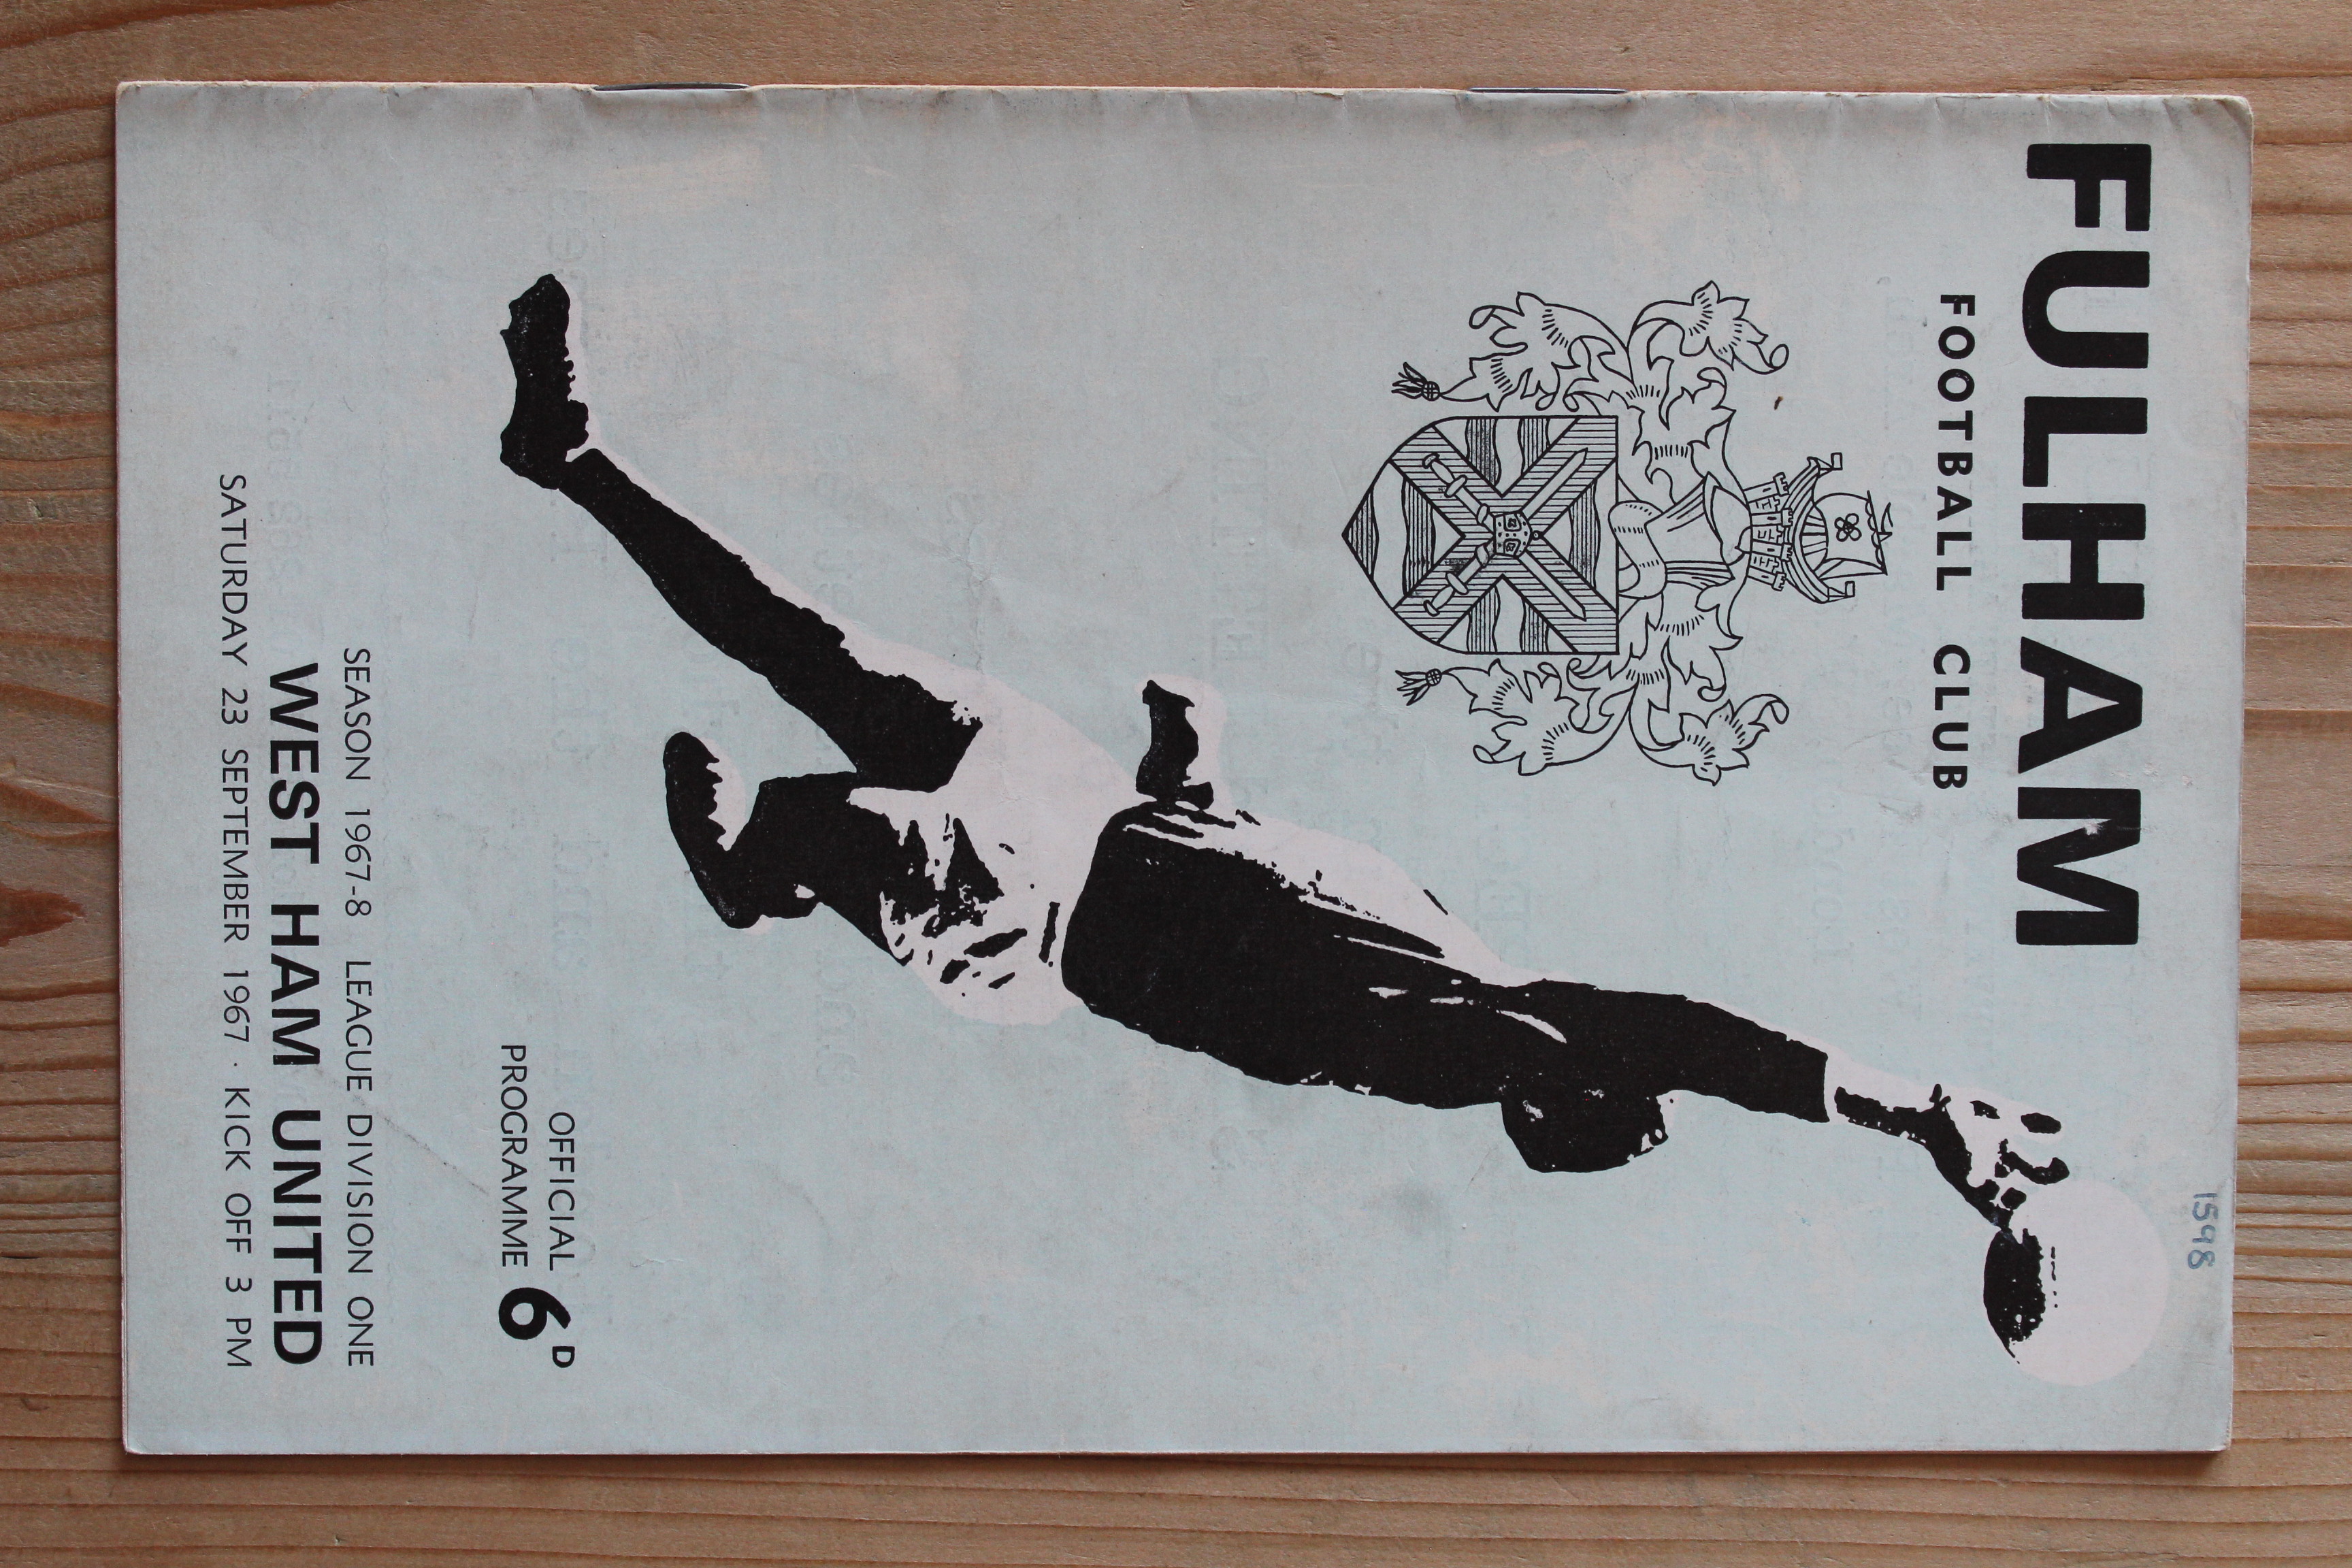 1598
FULHAM
FOOTBALL CLUB
OFFICIAL
PROGRAMME 6D
SEASON 1967-8 LEAGUE DIVISION ONE
WEST HAM UNITED
SATURDAY 23 SEPTEMBER 1967 · KICK OFF 3 PM